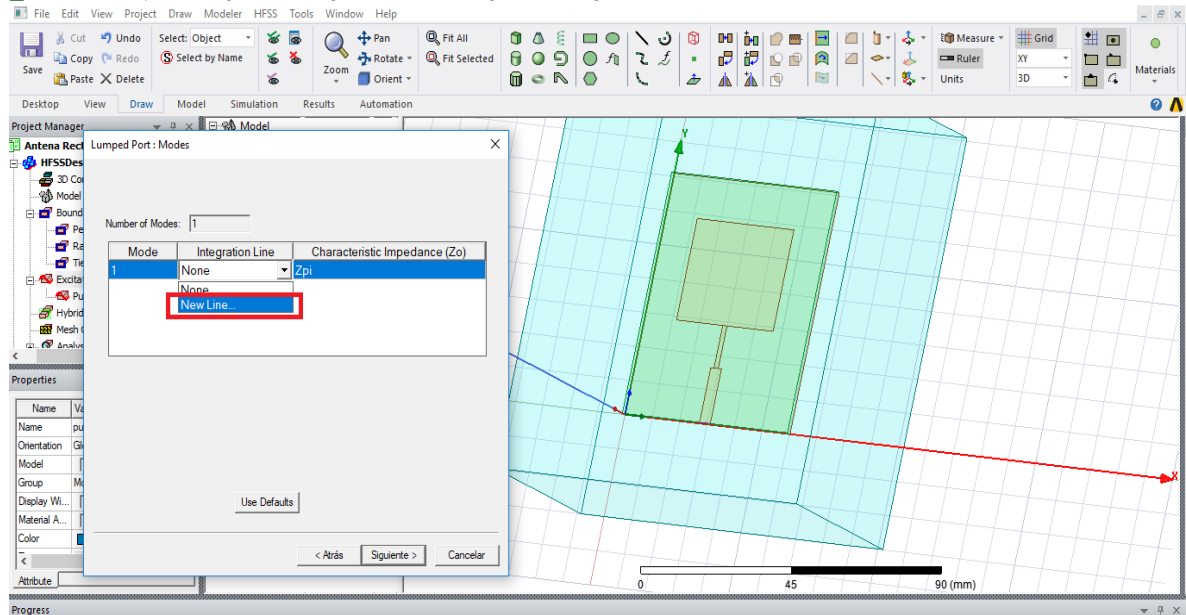 File Edit View Project Draw Modeler HFSS Tools Window Help
Save
Cut
Copy
Paste
Undo
Redo
Delete
Select: Object
Select by Name
Zoom
Pan
Rotate
Orient
Fit All
Fit Selected
Measure
Ruler
Units
Grid
XY
3D
Materials
Desktop View Draw Model Simulation Results Automation
Project Manager
Model
Antena Rect
HFSSDes
3D Co
Model
Bound
Pe
Ra
Excita
Pu
Hybrid
Mesh
Analys
Lumped Port : Modes
Number of Modes: 1
Mode Integration Line Characteristic Impedance (Zo)
1 None Zpi
None
New Line...
Use Defaults
< Atrás Siguiente > Cancelar
Properties
Name Va
Name pu
Orientation Gl
Model
Group Mo
Display Wi...
Material A...
Color
Attribute
Y
X
0 45 90 (mm)
Progress